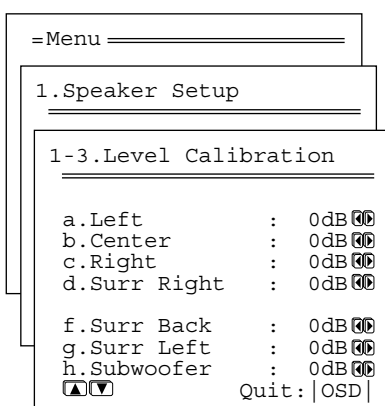 =Menu
1.Speaker Setup
1-3.Level Calibration
a.Left : 0dB
b.Center : 0dB
c.Right : 0dB
d.Surr Right : 0dB
f.Surr Back : 0dB
g.Surr Left : 0dB
h.Subwoofer : 0dB
Quit:|OSD|